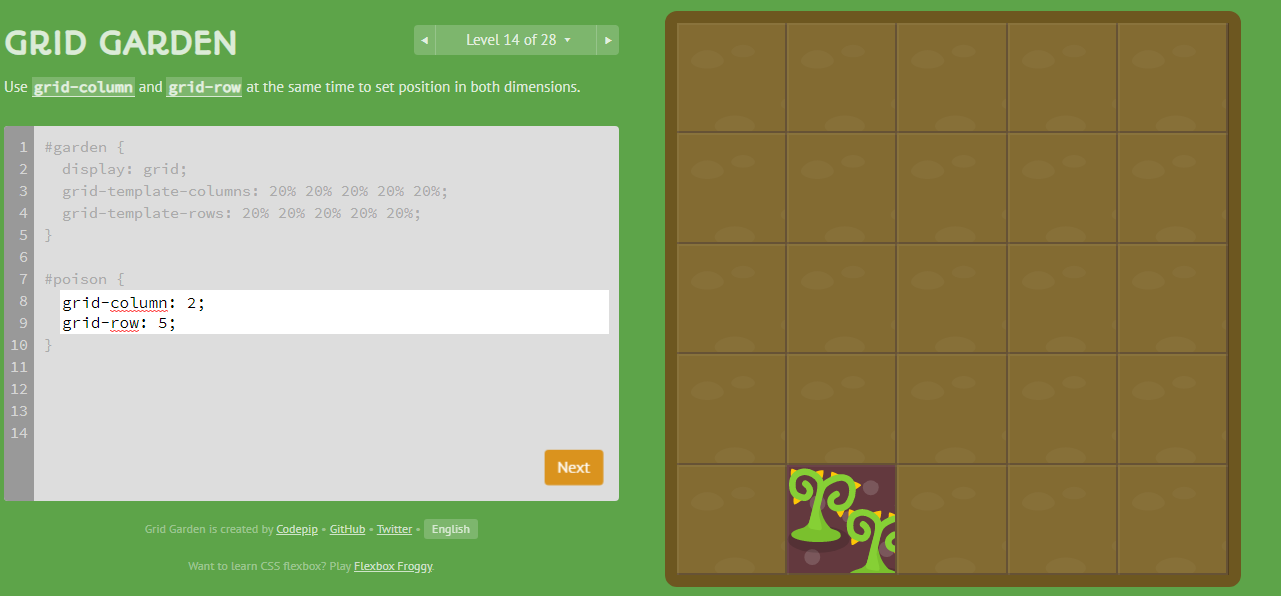 GRID GARDEN
◀ Level 14 of 28 ▾ ▶
Use grid-column and grid-row at the same time to set position in both dimensions.
1 #garden {
2   display: grid;
3   grid-template-columns: 20% 20% 20% 20% 20%;
4   grid-template-rows: 20% 20% 20% 20% 20%;
5 }
6
7 #poison {
8   grid-column: 2;
9   grid-row: 5;
10 }
11
12
13
14
Next
Grid Garden is created by Codepip • GitHub • Twitter • English
Want to learn CSS flexbox? Play Flexbox Froggy.